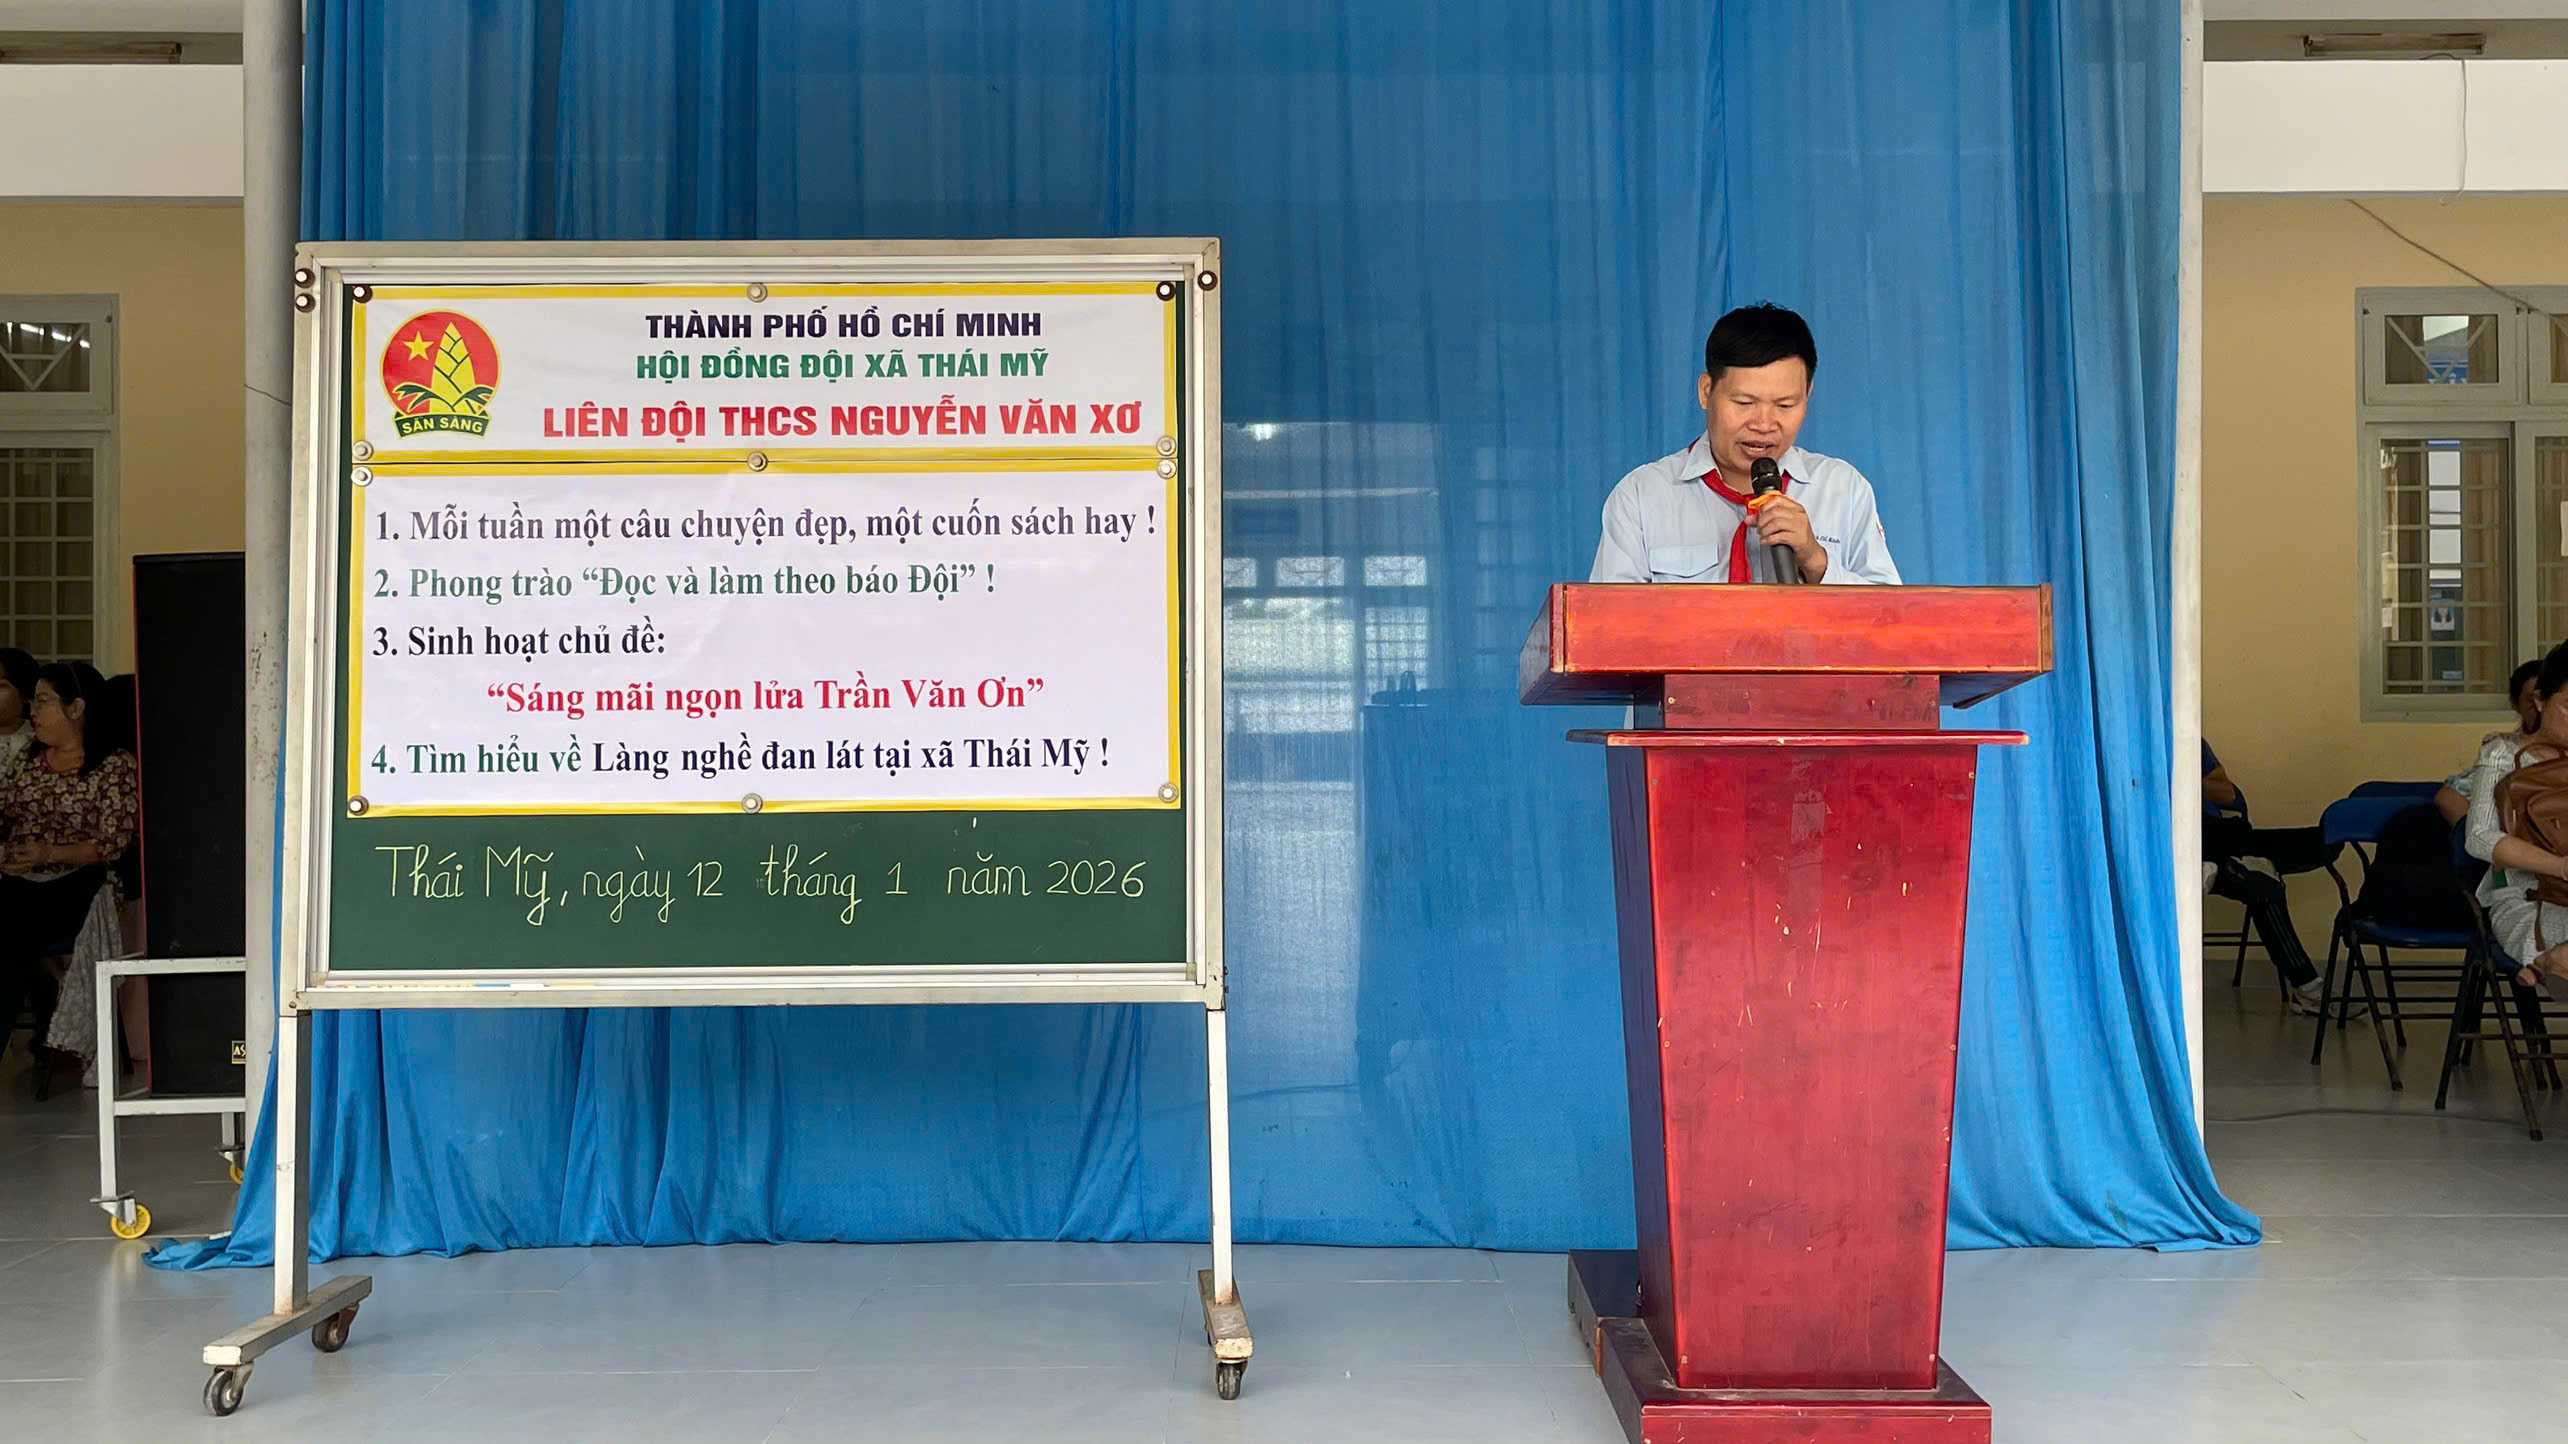 THÀNH PHỐ HỒ CHÍ MINH
HỘI ĐỒNG ĐỘI XÃ THÁI MỸ
LIÊN ĐỘI THCS NGUYỄN VĂN XƠ
SẴN SÀNG
1. Mỗi tuần một câu chuyện đẹp, một cuốn sách hay !
2. Phong trào “Đọc và làm theo báo Đội” !
3. Sinh hoạt chủ đề:
“Sáng mãi ngọn lửa Trần Văn Ơn”
4. Tìm hiểu về Làng nghề đan lát tại xã Thái Mỹ !
Thái Mỹ, ngày 12 tháng 1 năm 2026